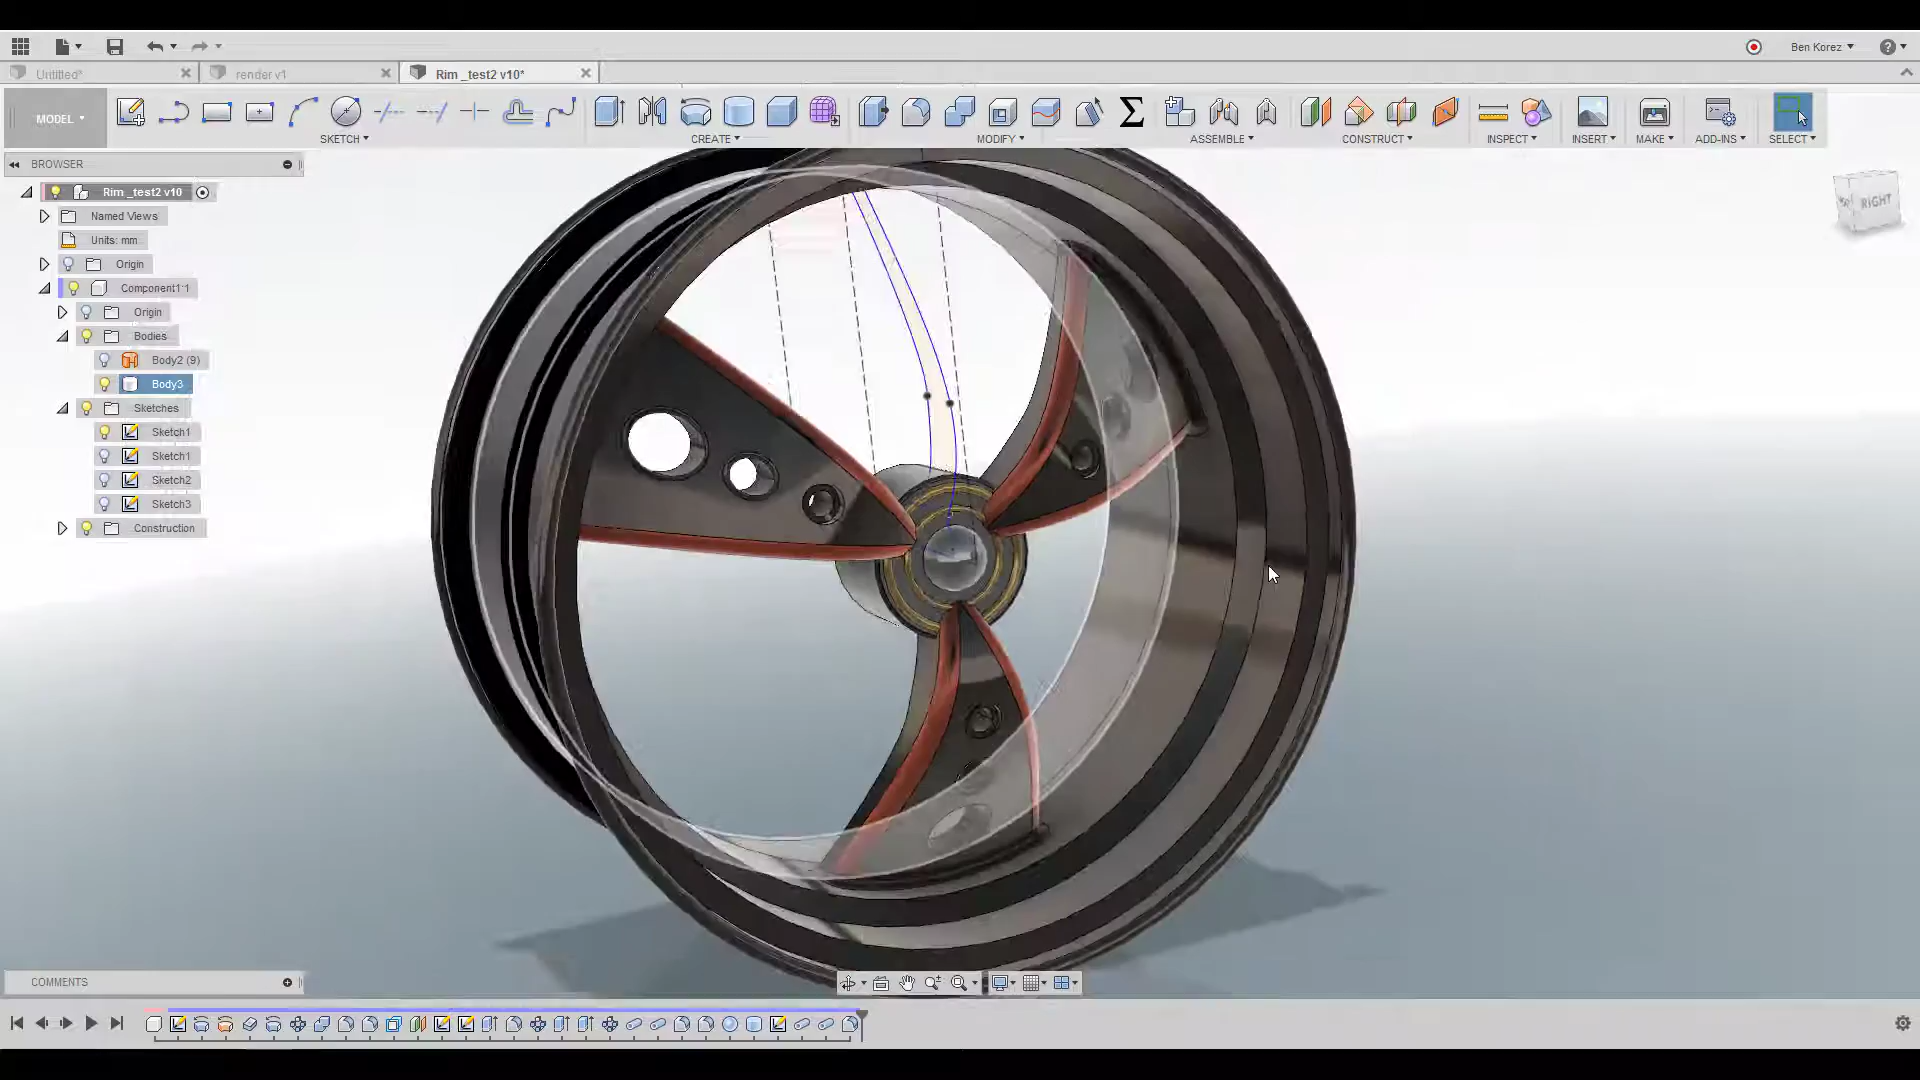 Ben Korez
Untitled*
render v1
Rim _test2 v10*
MODEL
SKETCH
CREATE
MODIFY
ASSEMBLE
CONSTRUCT
INSPECT
INSERT
MAKE
ADD-INS
SELECT
BROWSER
Rim _test2 v10
Named Views
Units: mm
Origin
Component1:1
Origin
Bodies
Body2 (9)
Body3
Sketches
Sketch1
Sketch1
Sketch2
Sketch3
Construction
RIGHT
COMMENTS